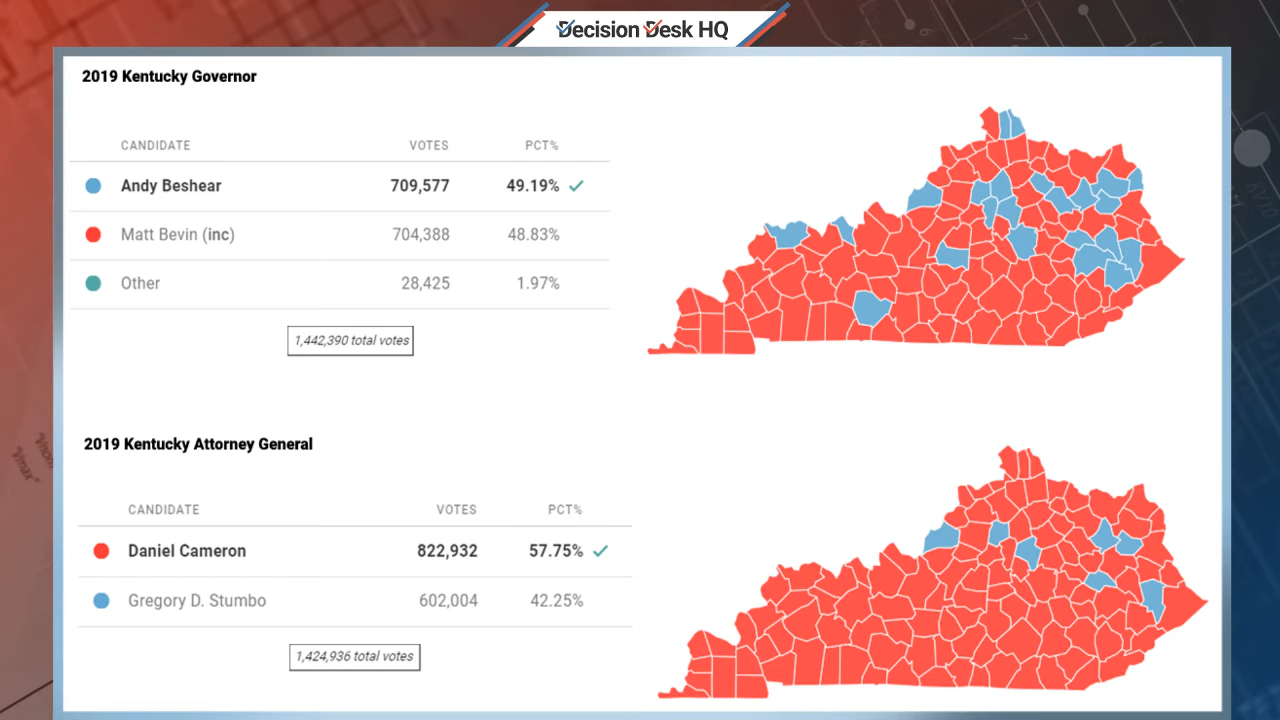 Decision Desk HQ
2019 Kentucky Governor
CANDIDATE VOTES PCT%
Andy Beshear 709,577 49.19%
Matt Bevin (inc) 704,388 48.83%
Other 28,425 1.97%
1,442,390 total votes
2019 Kentucky Attorney General
CANDIDATE VOTES PCT%
Daniel Cameron 822,932 57.75%
Gregory D. Stumbo 602,004 42.25%
1,424,936 total votes
"Vnom
"Vmax"